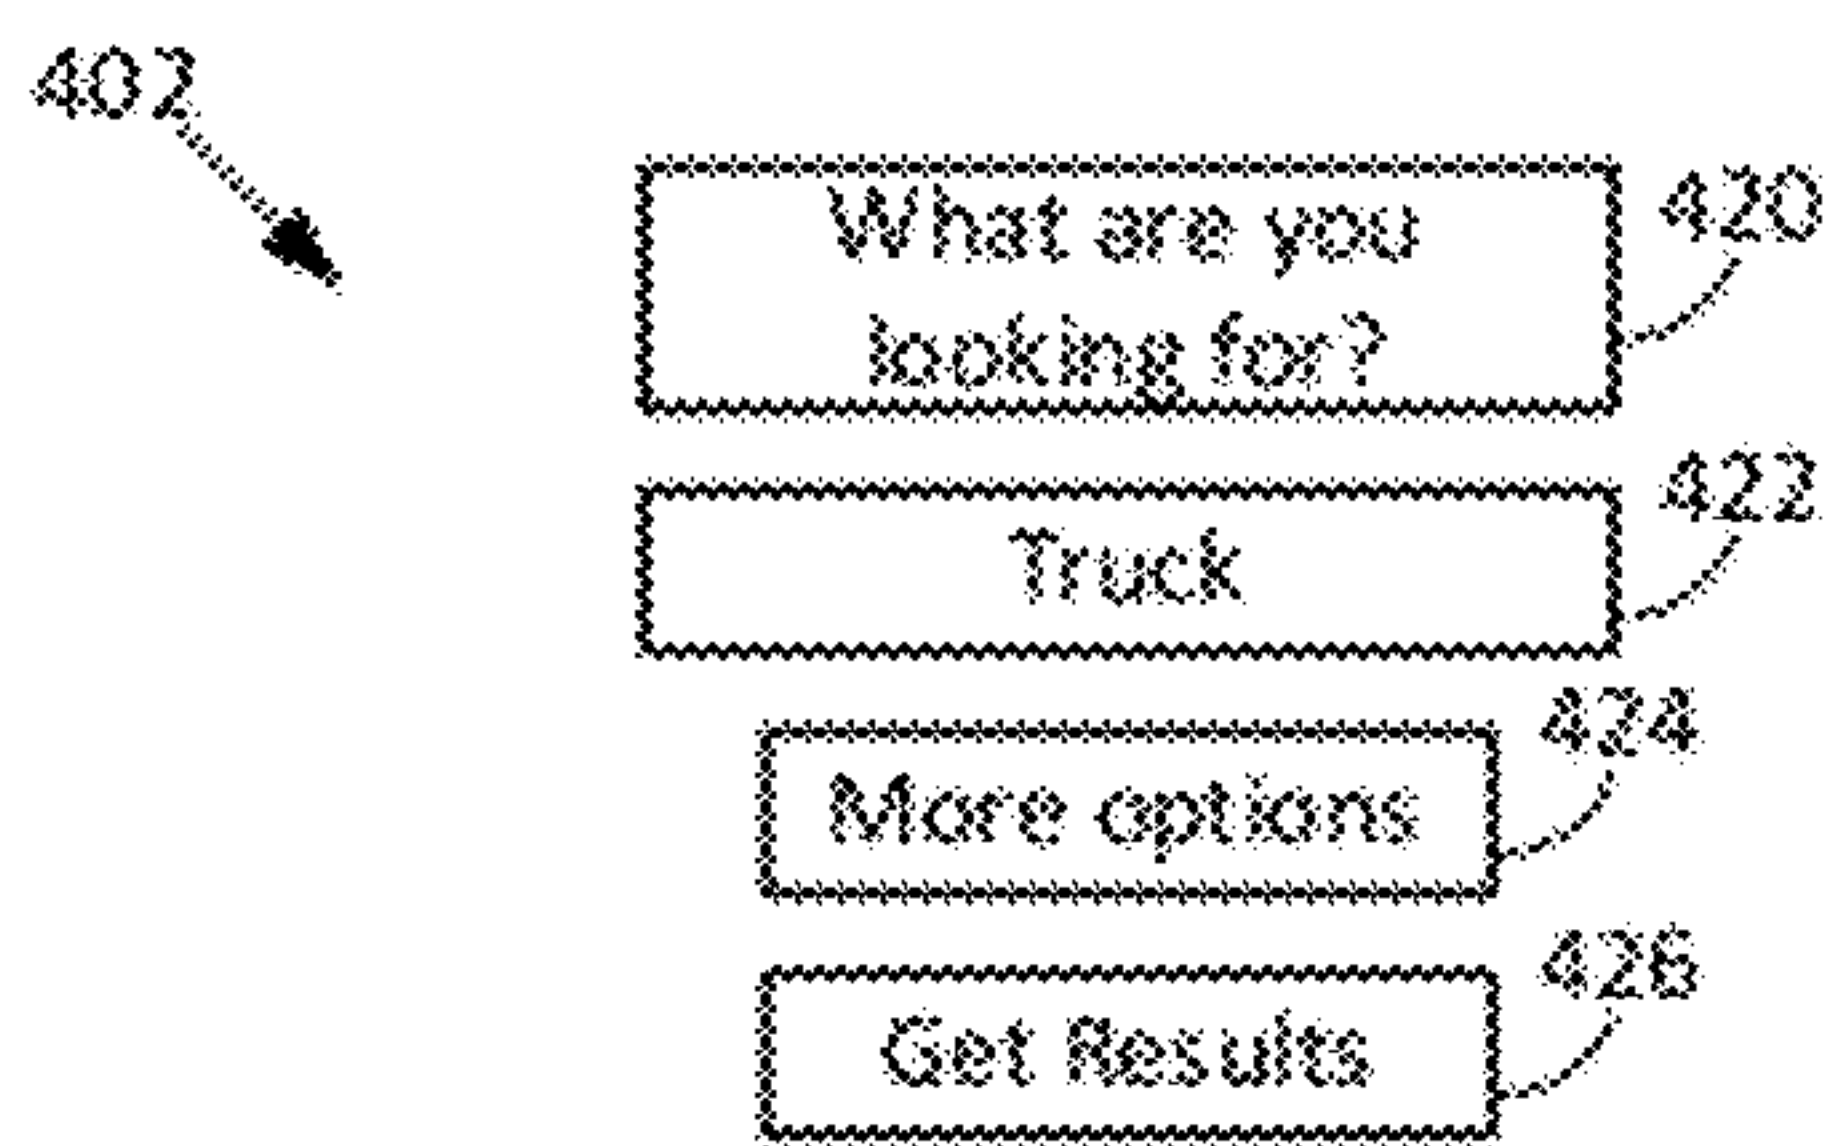 402
What are you
looking for?
420
Truck
422
More options
424
Get Results
426